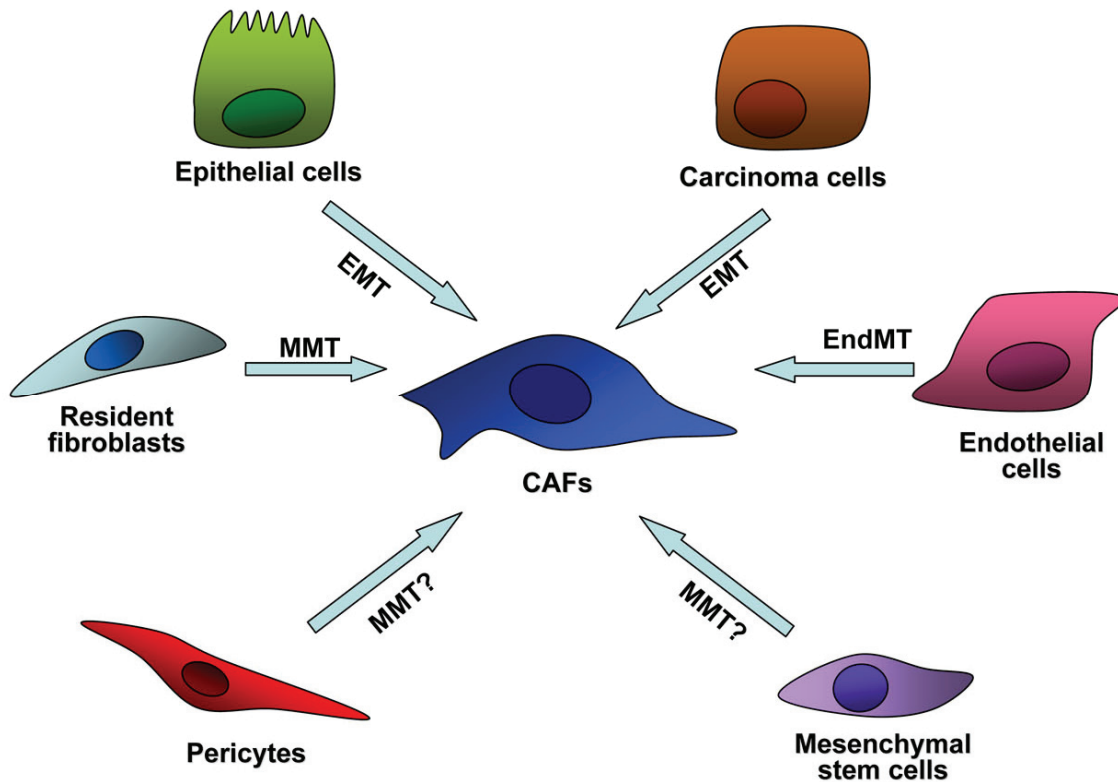 Epithelial cells
Carcinoma cells
EMT
EMT
MMT
EndMT
Resident
fibroblasts
Endothelial
cells
CAFs
MMT?
MMT?
Pericytes
Mesenchymal
stem cells